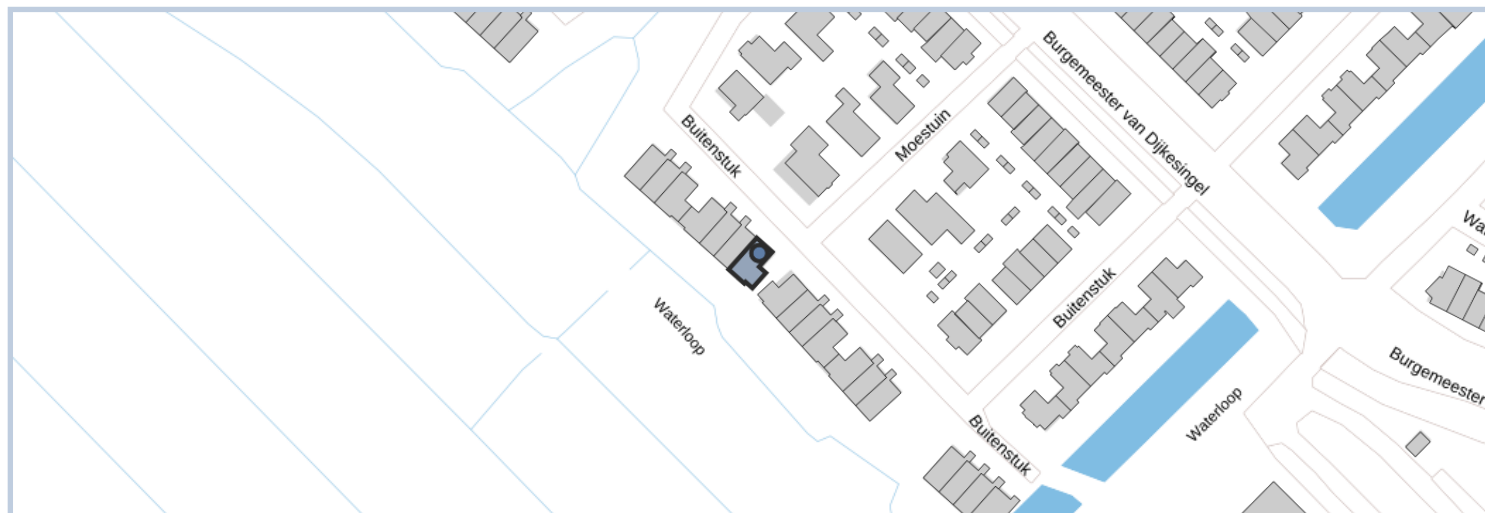 Burgemeester van Dijkesingel
Moestuin
Buitenstuk
Buitenstuk
Waterloop
Burgemeester
Waterloop
Buitenstuk